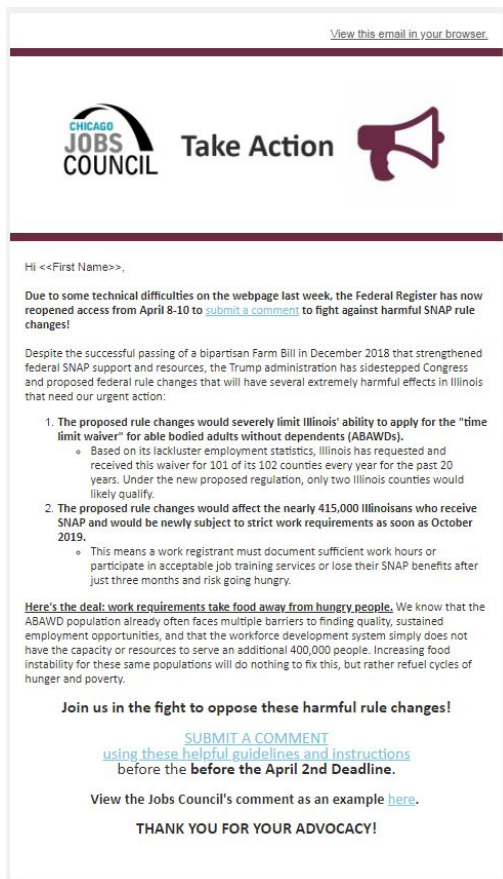 View this email in your browser.
CHICAGO
JOBS
COUNCIL
Take Action
Hi <<First Name>>,
Due to some technical difficulties on the webpage last week, the Federal Register has now
reopened access from April 8-10 to submit a comment to fight against harmful SNAP rule
changes!
Despite the successful passing of a bipartisan Farm Bill in December 2018 that strengthened
federal SNAP support and resources, the Trump administration has sidestepped Congress
and proposed federal rule changes that will have several extremely harmful effects in Illinois
that need our urgent action:
1. The proposed rule changes would severely limit Illinois' ability to apply for the "time
limit waiver" for able bodied adults without dependents (ABAWDs).
Based on its lackluster employment statistics, Illinois has requested and
received this waiver for 101 of its 102 counties every year for the past 20
years. Under the new proposed regulation, only two Illinois counties would
likely qualify.
2. The proposed rule changes would affect the nearly 415,000 Illinoisans who receive
SNAP and would be newly subject to strict work requirements as soon as October
2019.
This means a work registrant must document sufficient work hours or
participate in acceptable job training services or lose their SNAP benefits after
just three months and risk going hungry.
Here's the deal: work requirements take food away from hungry people. We know that the
ABAWD population already often faces multiple barriers to finding quality, sustained
employment opportunities, and that the workforce development system simply does not
have the capacity or resources to serve an additional 400,000 people. Increasing food
instability for these same populations will do nothing to fix this, but rather refuel cycles of
hunger and poverty.
Join us in the fight to oppose these harmful rule changes!
SUBMIT A COMMENT
using these helpful guidelines and instructions
before the before the April 2nd Deadline.
View the Jobs Council's comment as an example here.
THANK YOU FOR YOUR ADVOCACY!